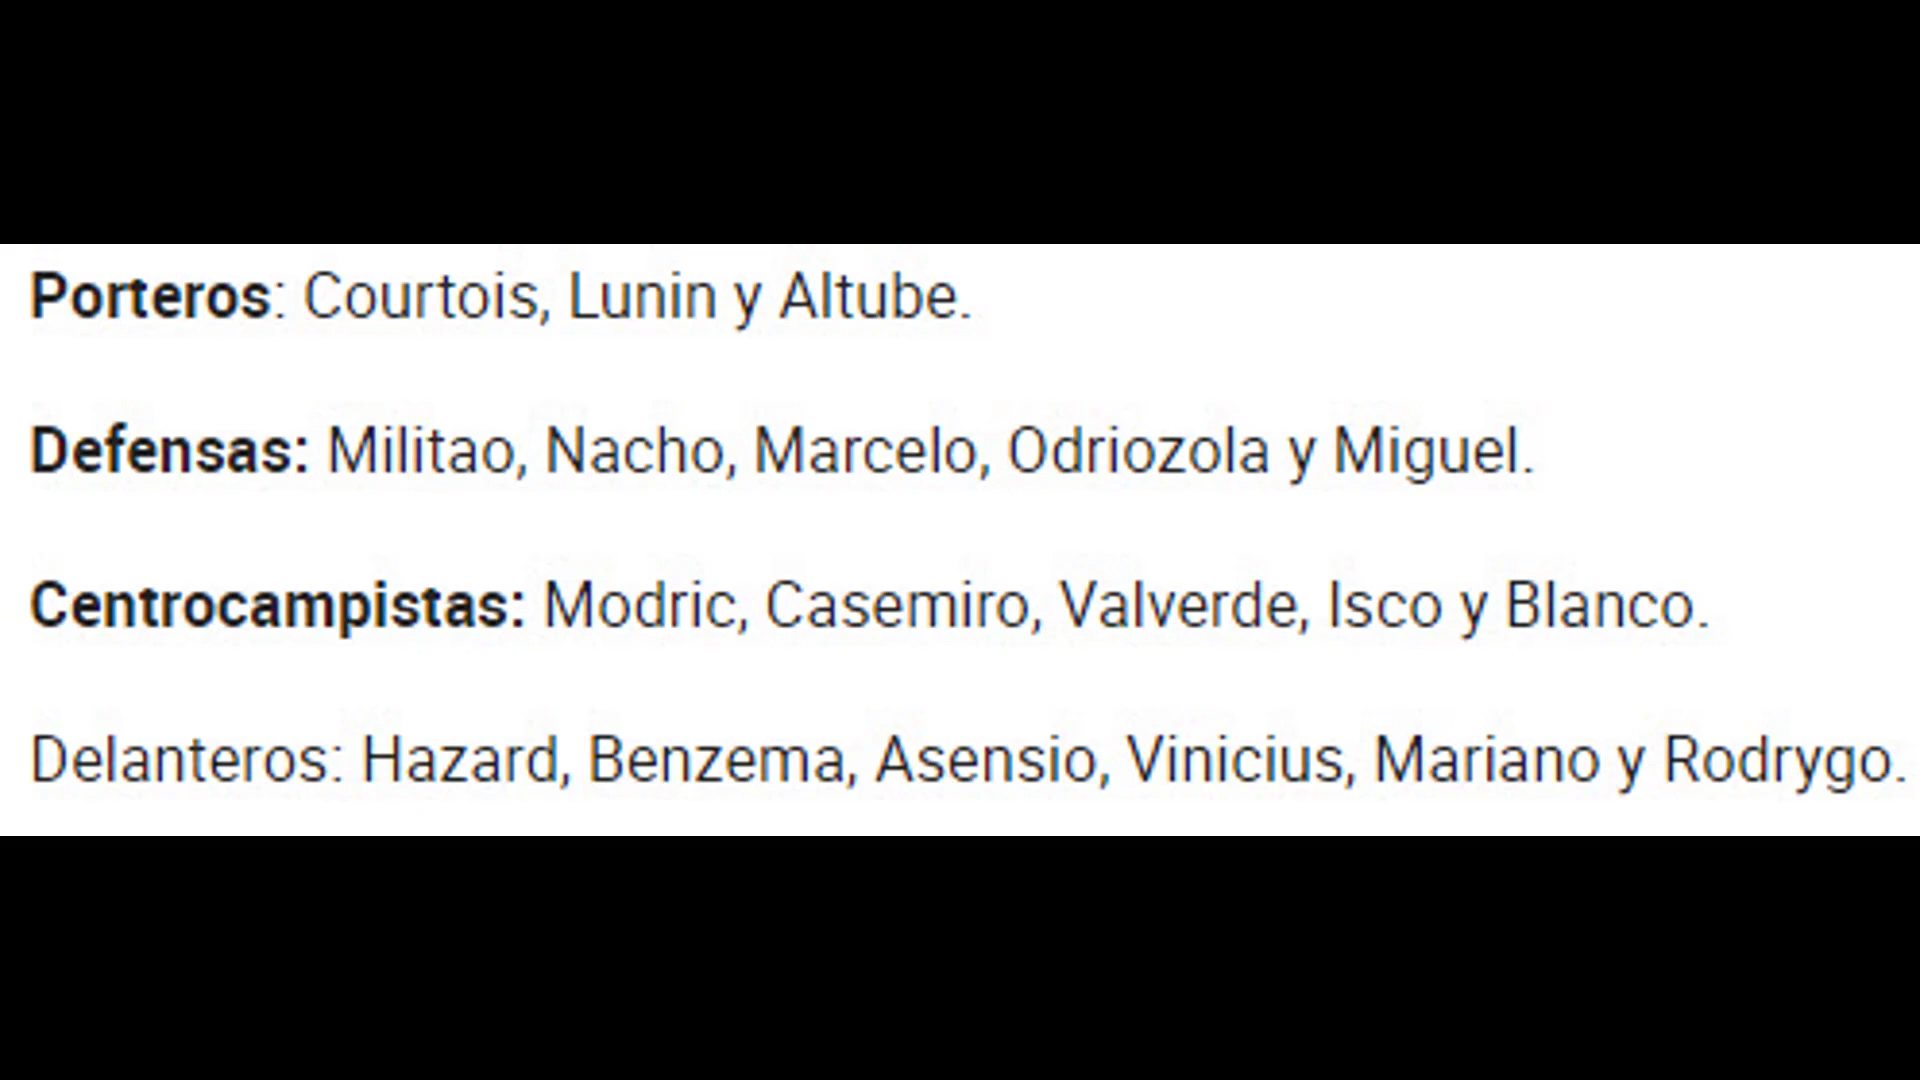 Porteros: Courtois, Lunin y Altube.
Defensas: Militao, Nacho, Marcelo, Odriozola y Miguel.
Centrocampistas: Modric, Casemiro, Valverde, Isco y Blanco.
Delanteros: Hazard, Benzema, Asensio, Vinicius, Mariano y Rodrygo.